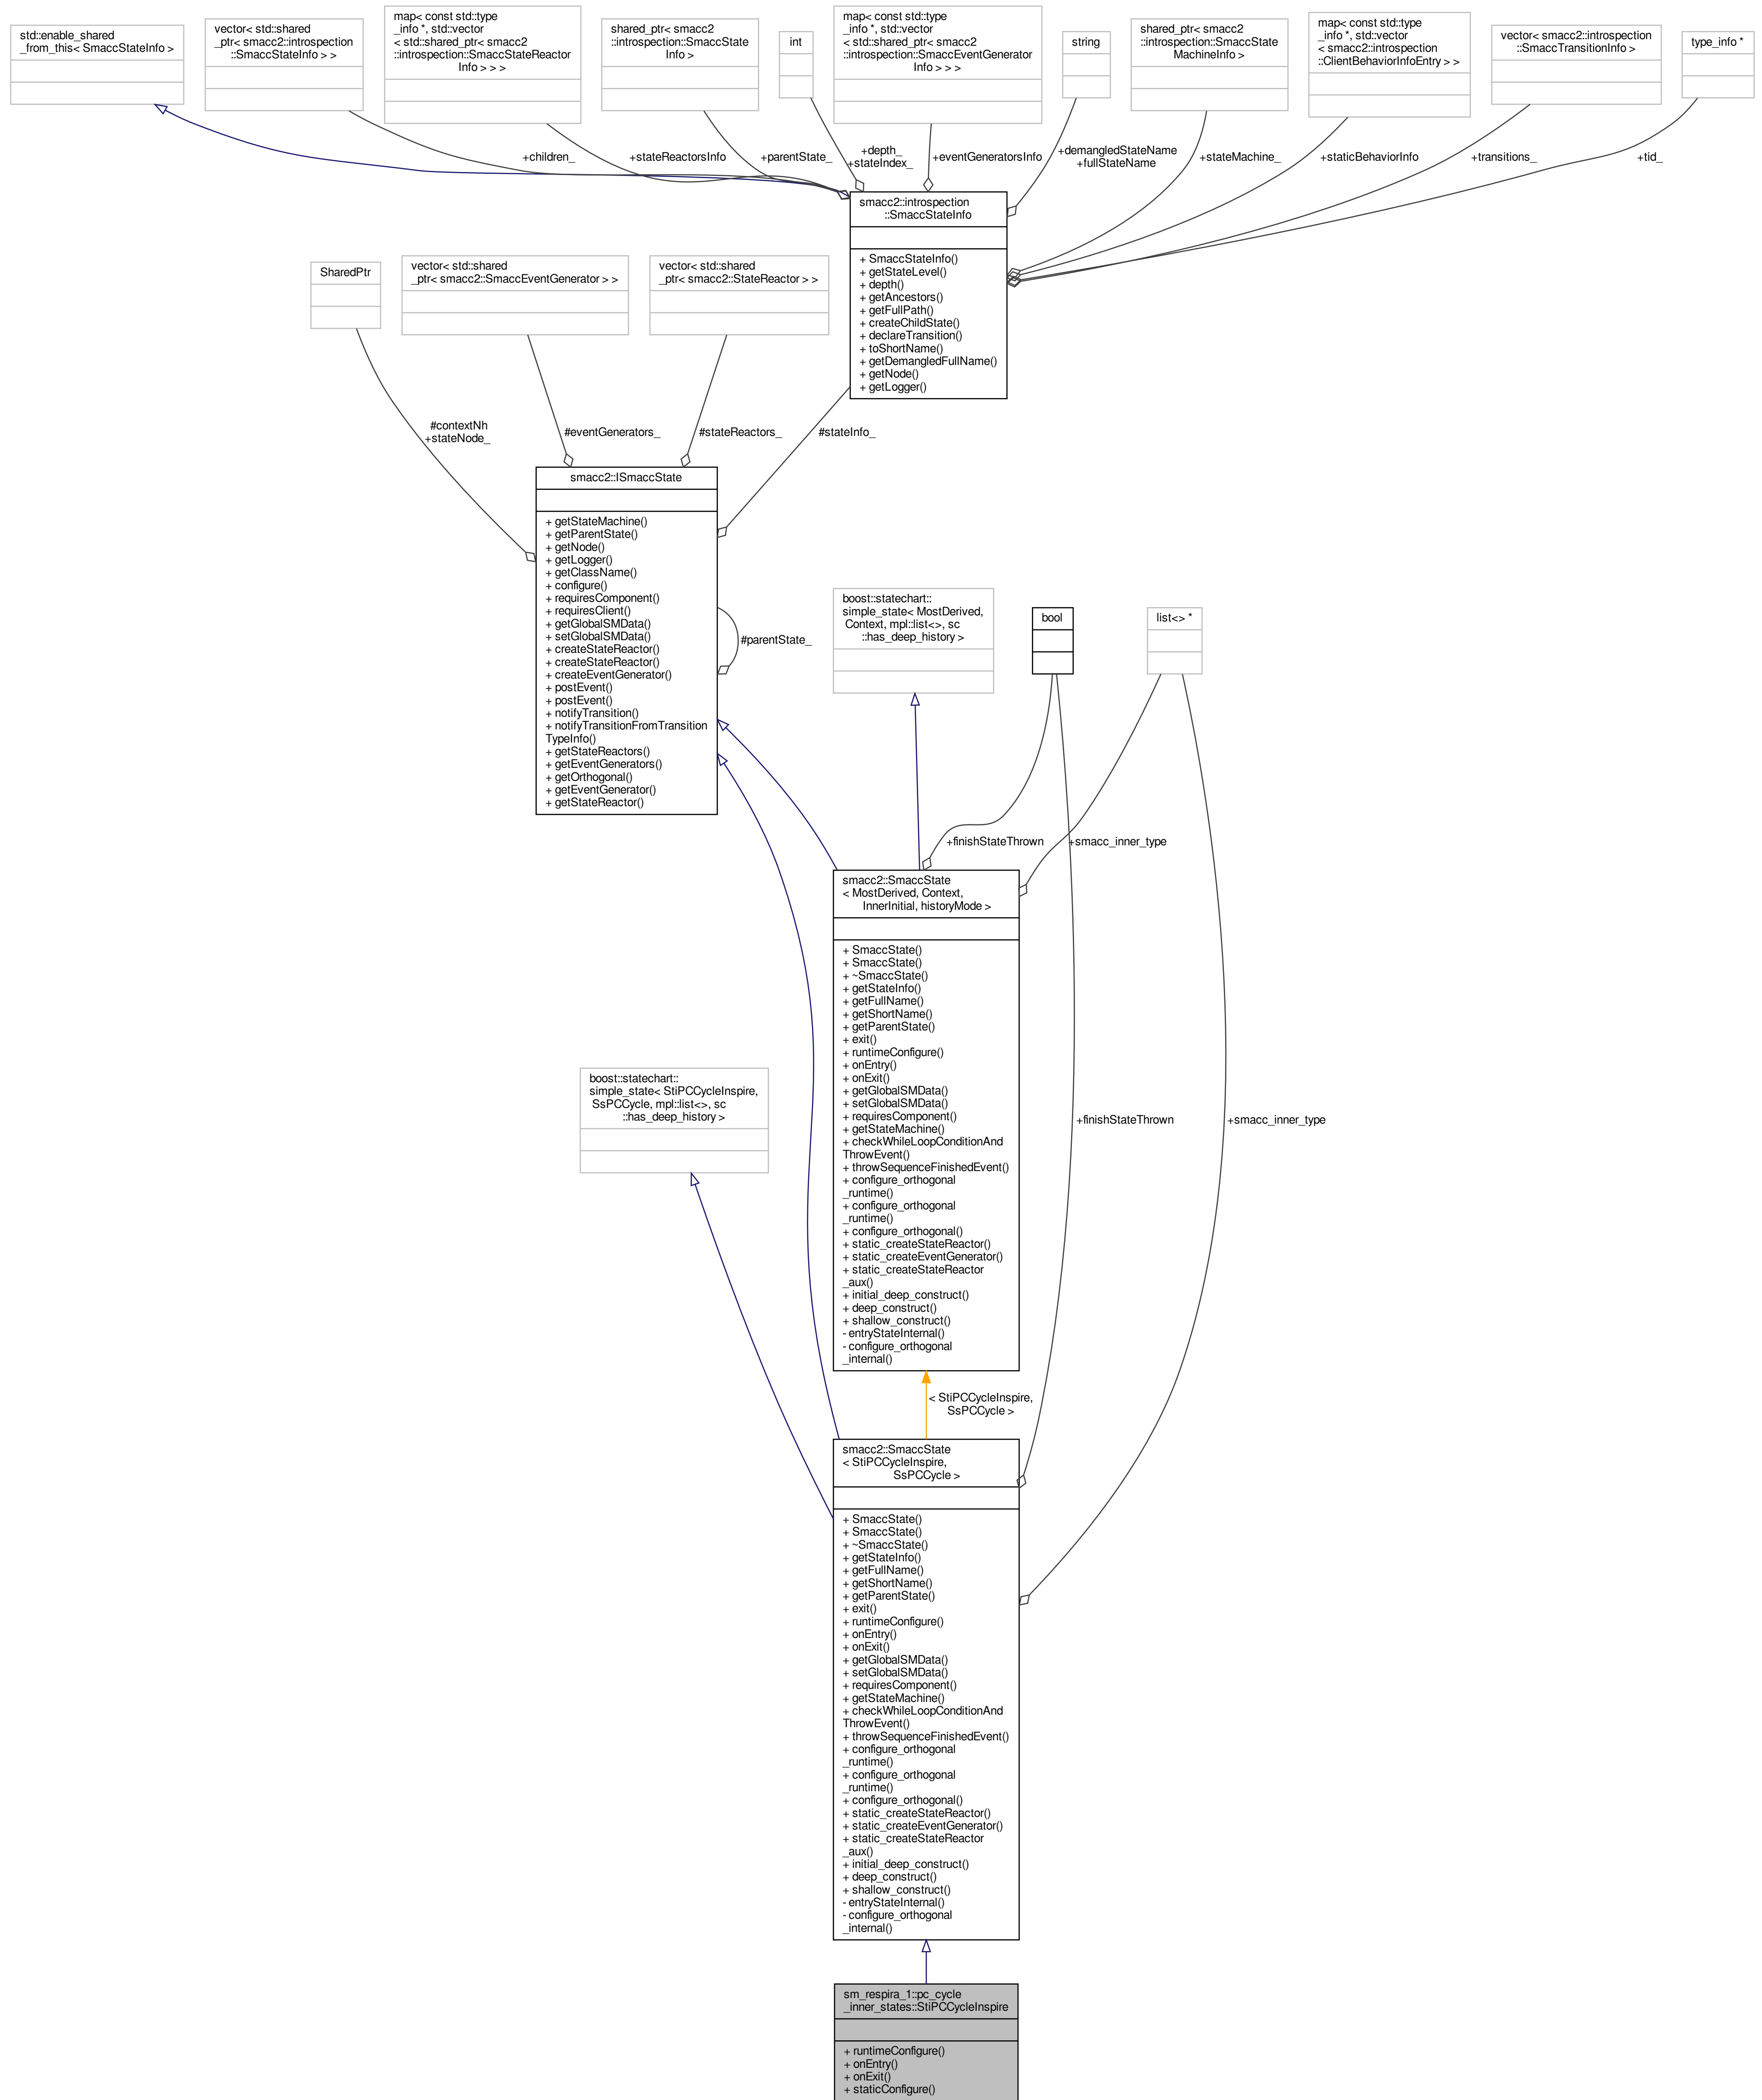 std::enable_shared
_from_this< SmaccStateInfo >
vector< std::shared
_ptr< smacc2::introspection
::SmaccStateInfo > >
map< const std::type
_info *, std::vector
< std::shared_ptr< smacc2
::introspection::SmaccStateReactor
Info > > >
shared_ptr< smacc2
::introspection::SmaccState
Info >
int
map< const std::type
_info *, std::vector
< std::shared_ptr< smacc2
::introspection::SmaccEventGenerator
Info > > >
string
shared_ptr< smacc2
::introspection::SmaccState
MachineInfo >
map< const std::type
_info *, std::vector
< smacc2::introspection
::ClientBehaviorInfoEntry > >
vector< smacc2::introspection
::SmaccTransitionInfo >
type_info *
+children_
+stateReactorsInfo
+parentState_
+depth_
+stateIndex_
+eventGeneratorsInfo
+demangledStateName
+fullStateName
+stateMachine_
+staticBehaviorInfo
+transitions_
+tid_
smacc2::introspection
::SmaccStateInfo
+ SmaccStateInfo()
+ getStateLevel()
+ depth()
+ getAncestors()
+ getFullPath()
+ createChildState()
+ declareTransition()
+ toShortName()
+ getDemangledFullName()
+ getNode()
+ getLogger()
SharedPtr
vector< std::shared
_ptr< smacc2::SmaccEventGenerator > >
vector< std::shared
_ptr< smacc2::StateReactor > >
#contextNh
+stateNode_
#eventGenerators_
#stateReactors_
#stateInfo_
smacc2::ISmaccState
+ getStateMachine()
+ getParentState()
+ getNode()
+ getLogger()
+ getClassName()
+ configure()
+ requiresComponent()
+ requiresClient()
+ getGlobalSMData()
+ setGlobalSMData()
+ createStateReactor()
+ createStateReactor()
+ createEventGenerator()
+ postEvent()
+ postEvent()
+ notifyTransition()
+ notifyTransitionFromTransition
TypeInfo()
+ getStateReactors()
+ getEventGenerators()
+ getOrthogonal()
+ getEventGenerator()
+ getStateReactor()
#parentState_
boost::statechart::
simple_state< MostDerived,
Context, mpl::list<>, sc
::has_deep_history >
bool
list<> *
+finishStateThrown
+smacc_inner_type
smacc2::SmaccState
< MostDerived, Context,
InnerInitial, historyMode >
+ SmaccState()
+ SmaccState()
+ ~SmaccState()
+ getStateInfo()
+ getFullName()
+ getShortName()
+ getParentState()
+ exit()
+ runtimeConfigure()
+ onEntry()
+ onExit()
+ getGlobalSMData()
+ setGlobalSMData()
+ requiresComponent()
+ getStateMachine()
+ checkWhileLoopConditionAnd
ThrowEvent()
+ throwSequenceFinishedEvent()
+ configure_orthogonal
_runtime()
+ configure_orthogonal
_runtime()
+ configure_orthogonal()
+ static_createStateReactor()
+ static_createEventGenerator()
+ static_createStateReactor
_aux()
+ initial_deep_construct()
+ deep_construct()
+ shallow_construct()
- entryStateInternal()
- configure_orthogonal
_internal()
boost::statechart::
simple_state< StiPCCycleInspire,
SsPCCycle, mpl::list<>, sc
::has_deep_history >
+finishStateThrown
+smacc_inner_type
< StiPCCycleInspire,
SsPCCycle >
smacc2::SmaccState
< StiPCCycleInspire,
SsPCCycle >
+ SmaccState()
+ SmaccState()
+ ~SmaccState()
+ getStateInfo()
+ getFullName()
+ getShortName()
+ getParentState()
+ exit()
+ runtimeConfigure()
+ onEntry()
+ onExit()
+ getGlobalSMData()
+ setGlobalSMData()
+ requiresComponent()
+ getStateMachine()
+ checkWhileLoopConditionAnd
ThrowEvent()
+ throwSequenceFinishedEvent()
+ configure_orthogonal
_runtime()
+ configure_orthogonal
_runtime()
+ configure_orthogonal()
+ static_createStateReactor()
+ static_createEventGenerator()
+ static_createStateReactor
_aux()
+ initial_deep_construct()
+ deep_construct()
+ shallow_construct()
- entryStateInternal()
- configure_orthogonal
_internal()
sm_respira_1::pc_cycle
_inner_states::StiPCCycleInspire
+ runtimeConfigure()
+ onEntry()
+ onExit()
+ staticConfigure()